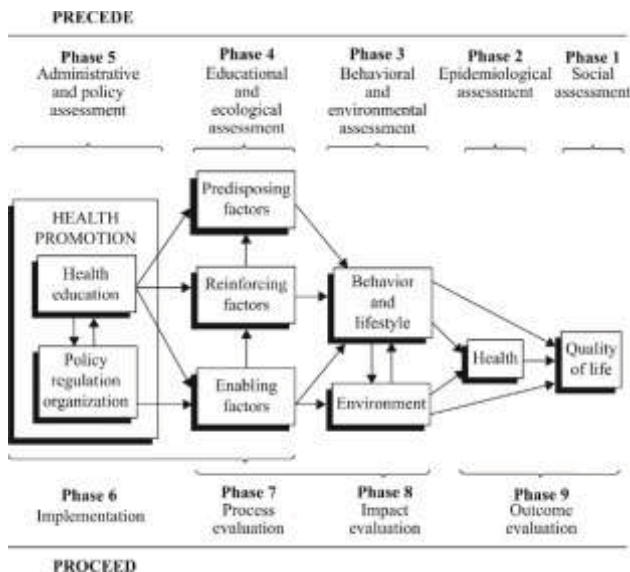 PRECEDE
Phase 5
Administrative
and policy
assessment
Phase 4
Educational
and
ecological
assessment
Phase 3
Behavioral
and
environmental
assessment
Phase 2
Epidemiological
assessment
Phase 1
Social
assessment
HEALTH
PROMOTION
Health
education
Policy
regulation
organization
Predisposing
factors
Reinforcing
factors
Enabling
factors
Behavior
and
lifestyle
Environment
Health
Quality
of life
Phase 6
Implementation
Phase 7
Process
evaluation
Phase 8
Impact
evaluation
Phase 9
Outcome
evaluation
PROCEED